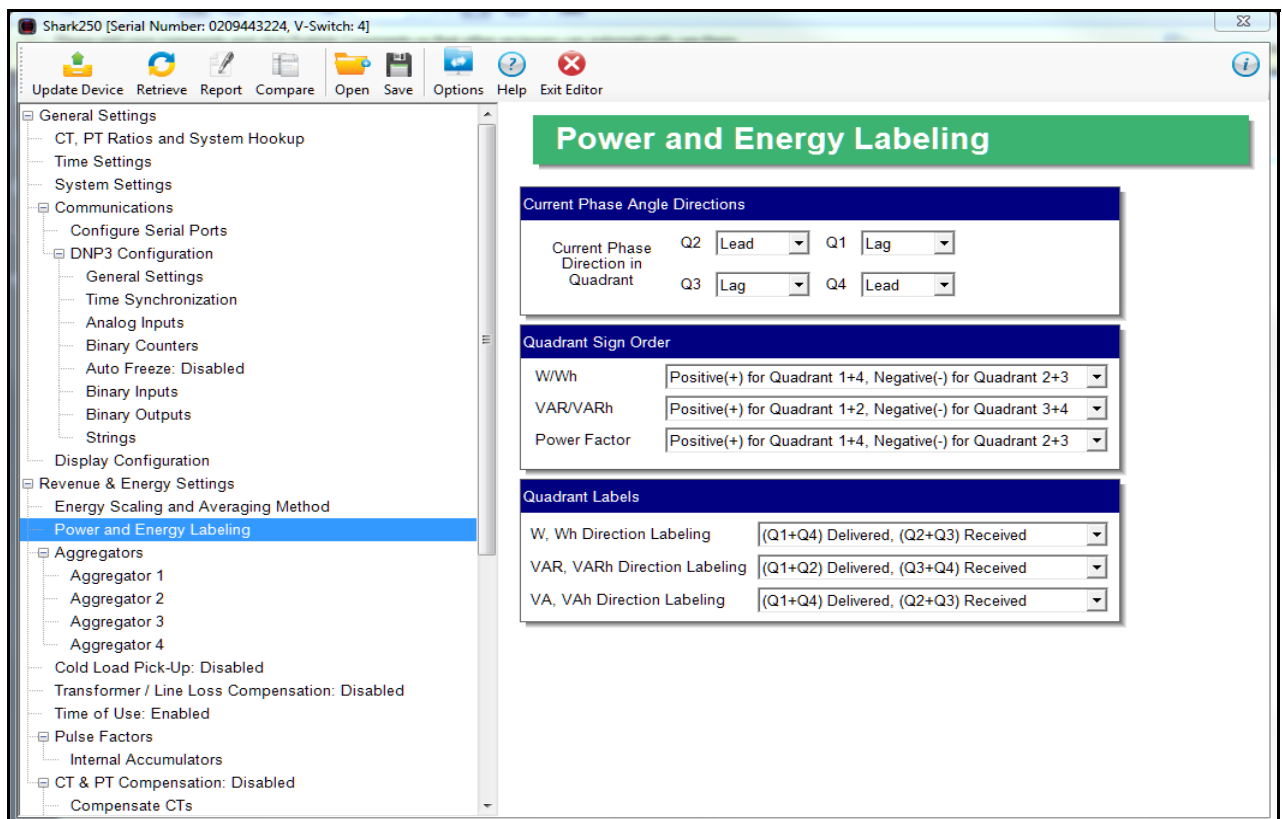 Shark250 [Serial Number: 0209443224, V-Switch: 4]
Update Device Retrieve Report Compare Open Save Options Help Exit Editor
General Settings
CT, PT Ratios and System Hookup
Time Settings
System Settings
Communications
Configure Serial Ports
DNP3 Configuration
General Settings
Time Synchronization
Analog Inputs
Binary Counters
Auto Freeze: Disabled
Binary Inputs
Binary Outputs
Strings
Display Configuration
Revenue & Energy Settings
Energy Scaling and Averaging Method
Power and Energy Labeling
Aggregators
Aggregator 1
Aggregator 2
Aggregator 3
Aggregator 4
Cold Load Pick-Up: Disabled
Transformer / Line Loss Compensation: Disabled
Time of Use: Enabled
Pulse Factors
Internal Accumulators
CT & PT Compensation: Disabled
Compensate CTs
Power and Energy Labeling
Current Phase Angle Directions
Current Phase
Direction in
Quadrant
Q2 Lead Q1 Lag
Q3 Lag Q4 Lead
Quadrant Sign Order
W/Wh Positive(+) for Quadrant 1+4, Negative(-) for Quadrant 2+3
VAR/VARh Positive(+) for Quadrant 1+2, Negative(-) for Quadrant 3+4
Power Factor Positive(+) for Quadrant 1+4, Negative(-) for Quadrant 2+3
Quadrant Labels
W, Wh Direction Labeling (Q1+Q4) Delivered, (Q2+Q3) Received
VAR, VARh Direction Labeling (Q1+Q2) Delivered, (Q3+Q4) Received
VA, VAh Direction Labeling (Q1+Q4) Delivered, (Q2+Q3) Received